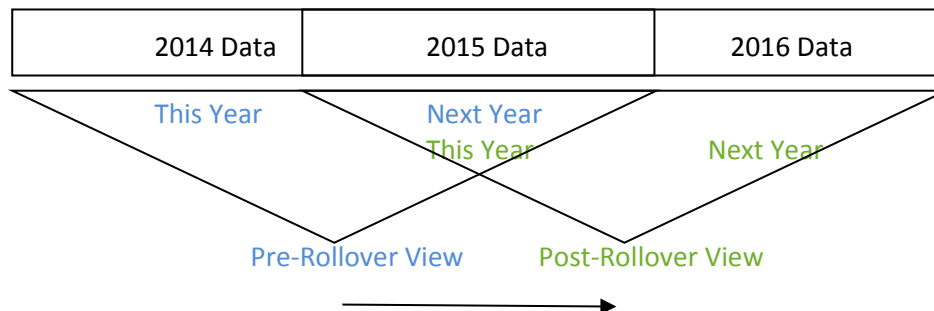 2014 Data 2015 Data 2016 Data
This Year Next Year
This Year Next Year
Pre-Rollover View Post-Rollover View